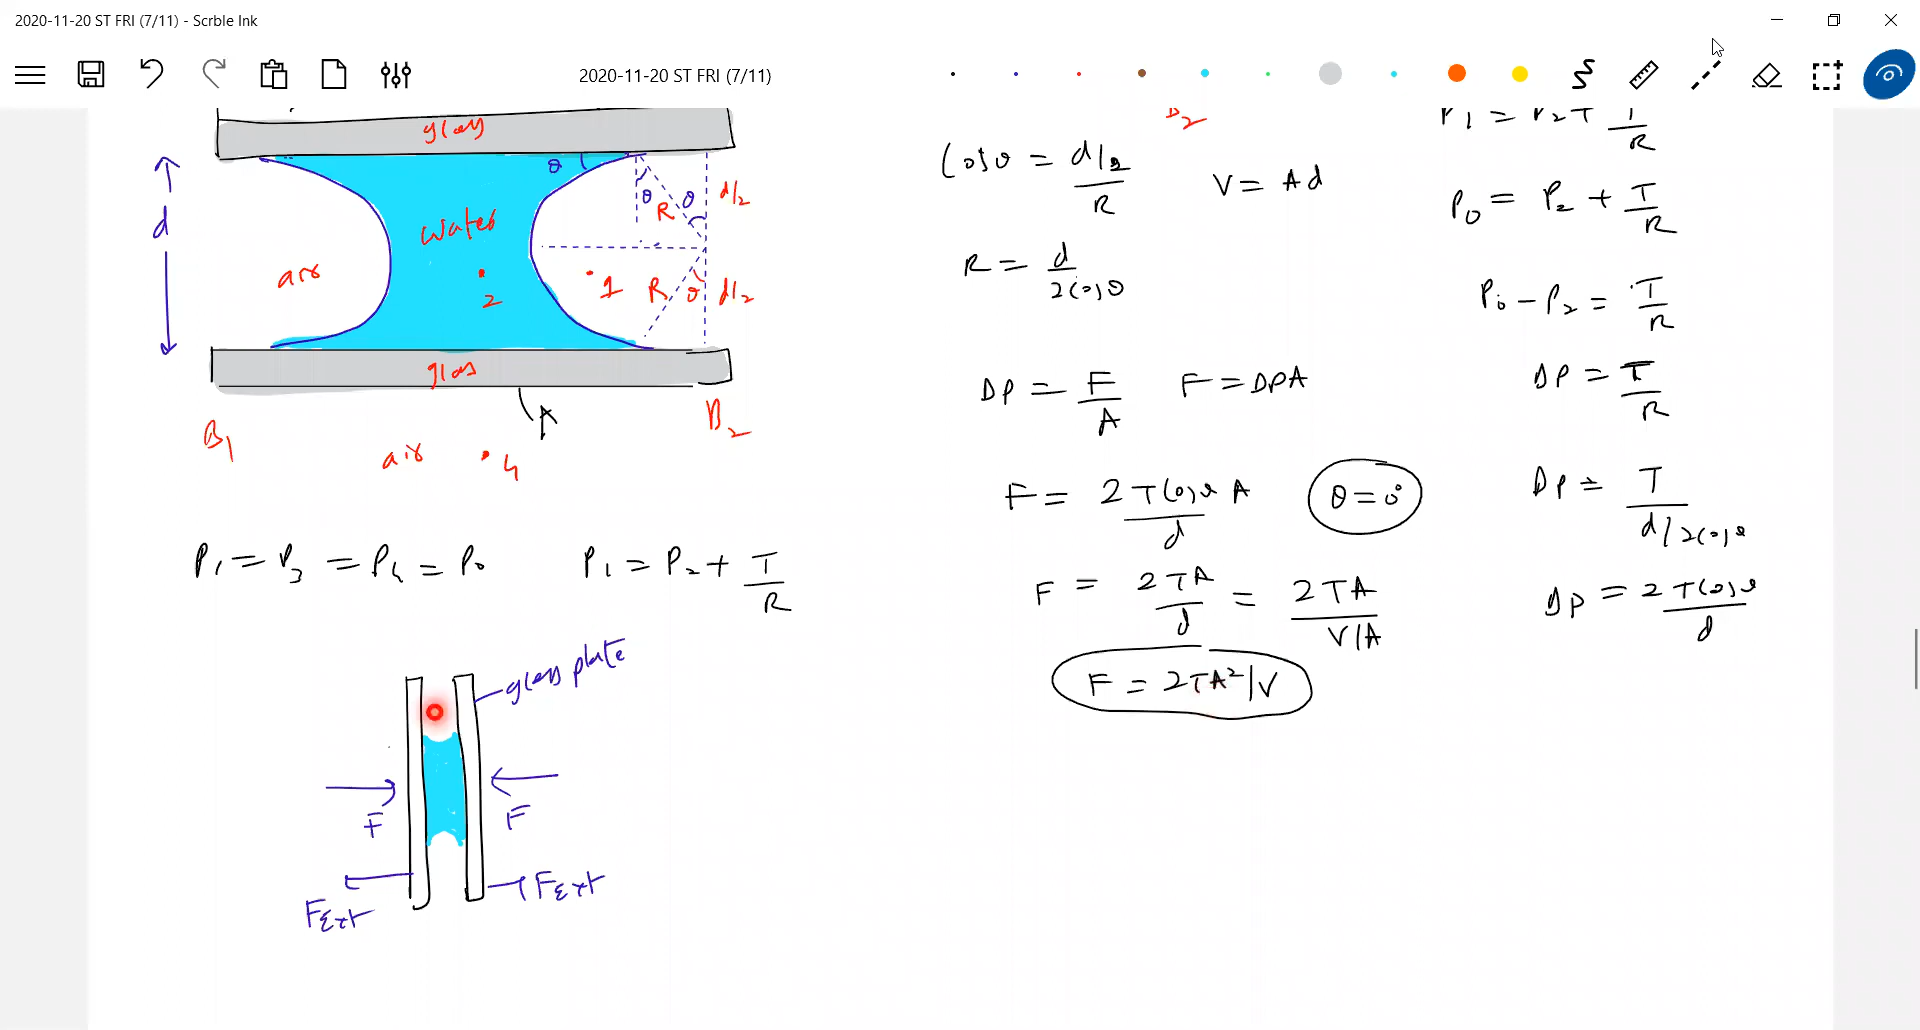 2020-11-20 ST FRI (7/11) - Scrble Ink
2020-11-20 ST FRI (7/11)
glass
θ
θ
θ
R
d/2
d
water
air
2
1
R
θ
d/2
glass
A
B1
B2
air
4
P1 = P3 = P4 = P0
P1 = P2 + T/R
glass plate
F
F
FExt
FExt
B2
Cosθ = d/2 / R
V = Ad
R = d / 2Cosθ
ΔP = F/A
F = ΔPA
F = 2TCosθ A / d
θ = 0°
F = 2TA/d = 2TA / V/A
F = 2TA²/V
P1 = P2 + T/R
P0 = P2 + T/R
P0 - P2 = T/R
ΔP = T/R
ΔP = T / d/2Cosθ
ΔP = 2TCosθ / d